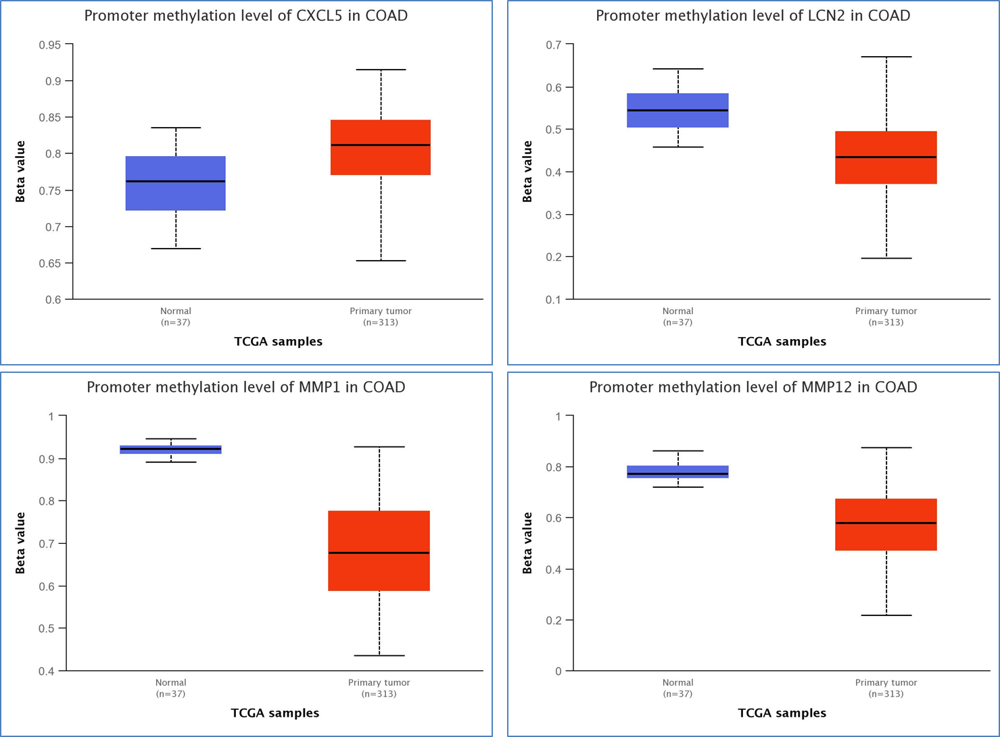 Promoter methylation level of CXCL5 in COAD
Beta value
0.95
0.9
0.85
0.8
0.75
0.7
0.65
0.6
Normal
(n=37)
Primary tumor
(n=313)
TCGA samples
Promoter methylation level of LCN2 in COAD
Beta value
0.7
0.6
0.5
0.4
0.3
0.2
0.1
Normal
(n=37)
Primary tumor
(n=313)
TCGA samples
Promoter methylation level of MMP1 in COAD
Beta value
1
0.9
0.8
0.7
0.6
0.5
0.4
Normal
(n=37)
Primary tumor
(n=313)
TCGA samples
Promoter methylation level of MMP12 in COAD
Beta value
1
0.8
0.6
0.4
0.2
0
Normal
(n=37)
Primary tumor
(n=313)
TCGA samples